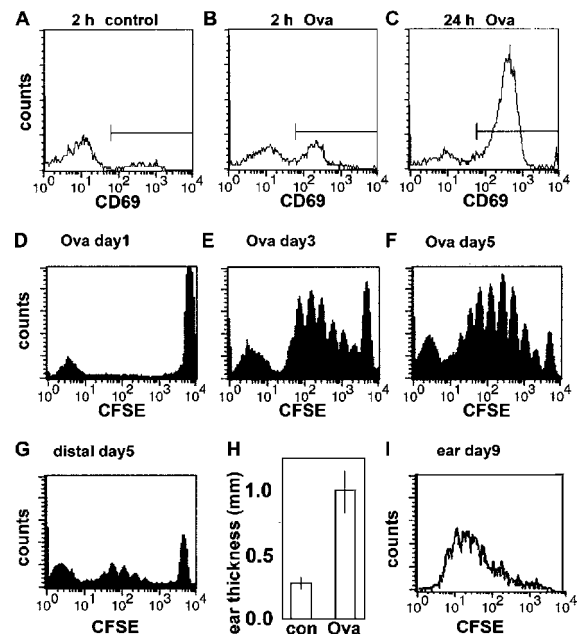 A 2 h control
B 2 h Ova
C 24 h Ova
counts
10^0 10^1 10^2 10^3 10^4
10^0 10^1 10^2 10^3 10^4
10^0 10^1 10^2 10^3 10^4
CD69
CD69
CD69
D Ova day1
E Ova day3
F Ova day5
10^0 10^1 10^2 10^3 10^4
10^0 10^1 10^2 10^3 10^4
10^0 10^1 10^2 10^3 10^4
CFSE
CFSE
CFSE
G distal day5
H
I ear day9
ear thickness (mm)
1.0
0.5
0.0
counts
10^0 10^1 10^2 10^3 10^4
con Ova
10^0 10^1 10^2 10^3 10^4
CFSE
CFSE